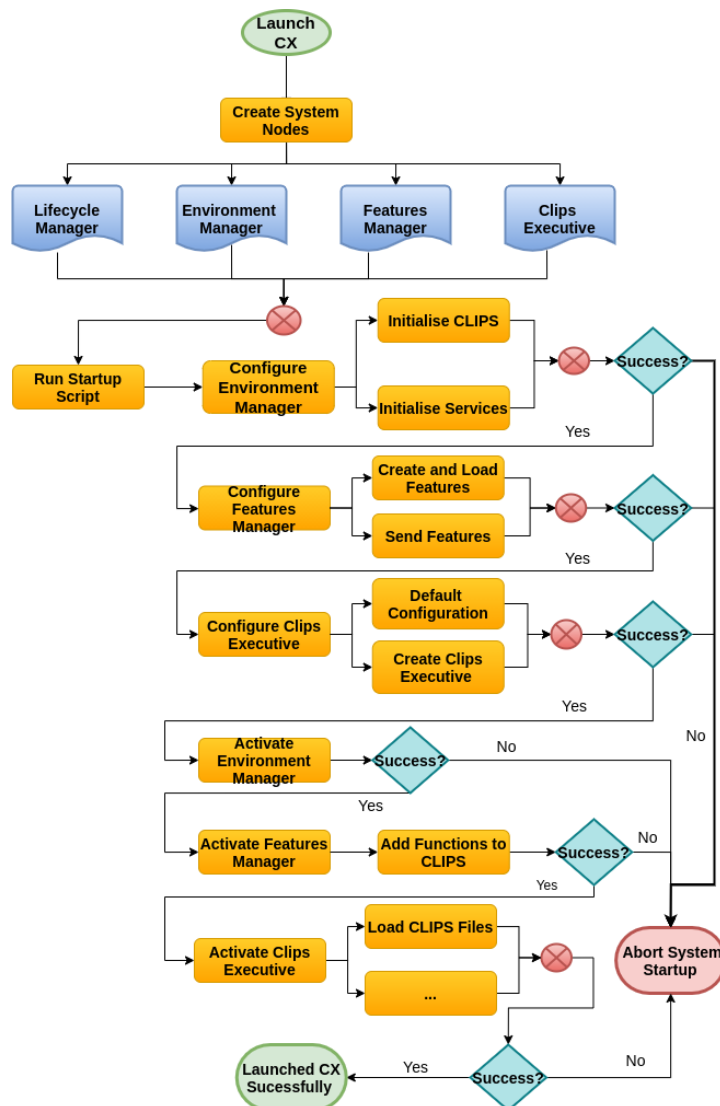 Launch
CX
Create System
Nodes
Lifecycle
Manager
Environment
Manager
Features
Manager
Clips
Executive
Run Startup
Script
Configure
Environment
Manager
Initialise CLIPS
Initialise Services
Success?
Yes
Configure
Features
Manager
Create and Load
Features
Send Features
Success?
Yes
Configure Clips
Executive
Default
Configuration
Create Clips
Executive
Success?
Yes
No
Activate
Environment
Manager
Success?
No
Yes
Activate Features
Manager
Add Functions to
CLIPS
Success?
No
Yes
Activate Clips
Executive
Load CLIPS Files
...
Abort System
Startup
Success?
Yes
No
Launched CX
Sucessfully